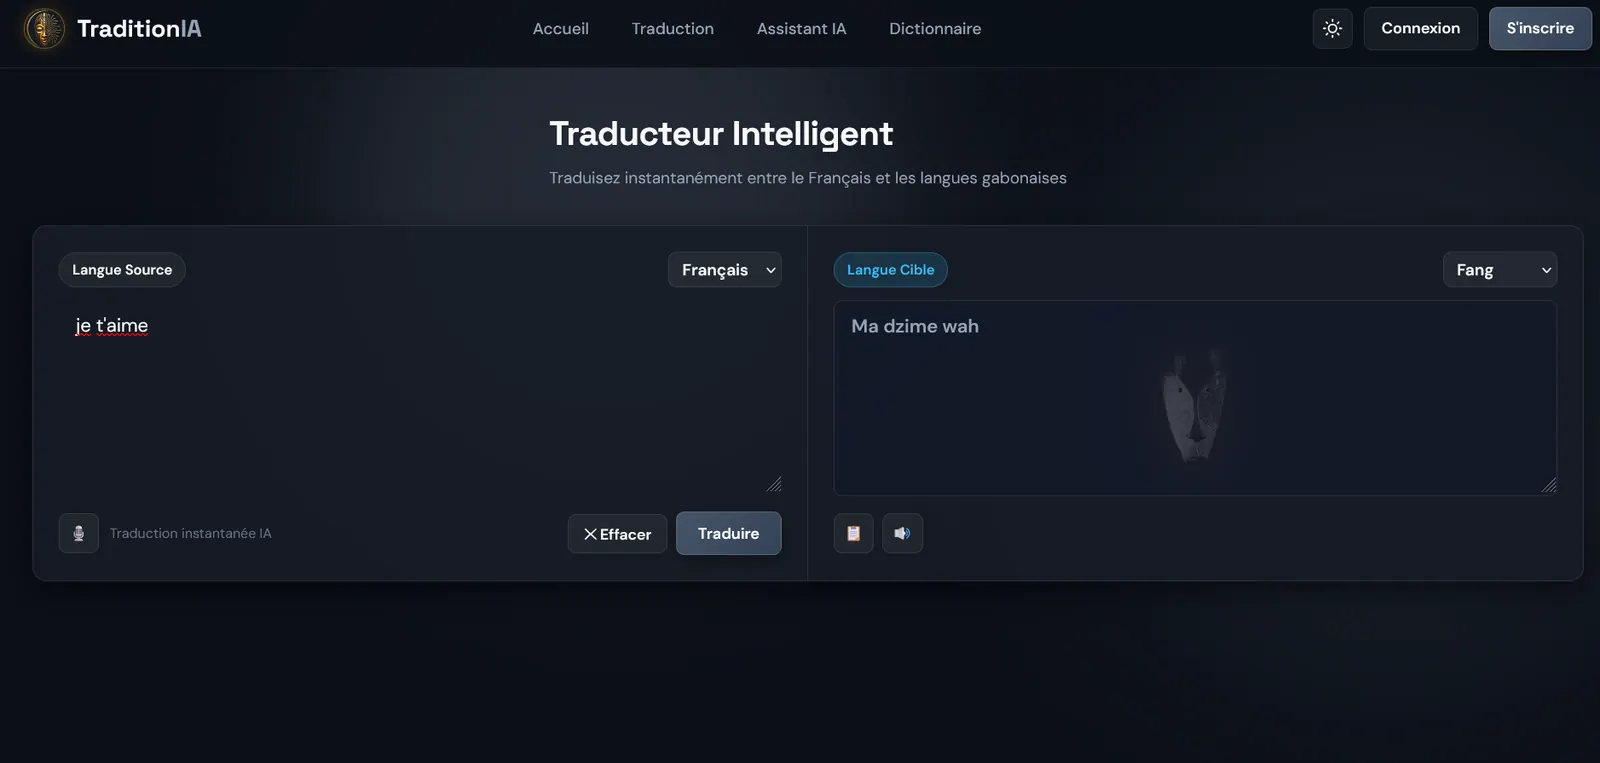 TraditionIA
Accueil
Traduction
Assistant IA
Dictionnaire
Connexion
S'inscrire
Traducteur Intelligent
Traduisez instantanément entre le Français et les langues gabonaises
Langue Source
Français
je t'aime
Traduction instantanée IA
Effacer
Traduire
Langue Cible
Fang
Ma dzime wah